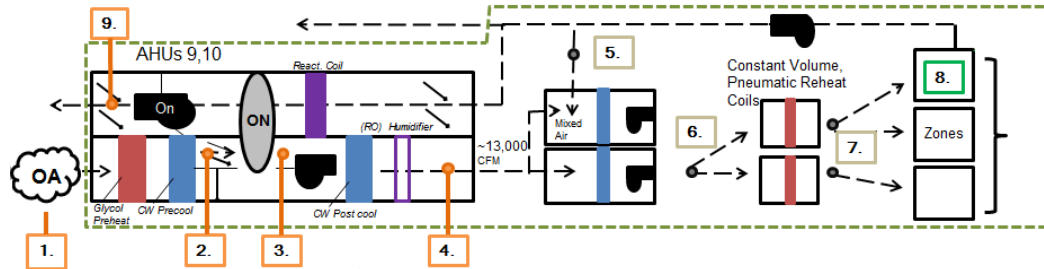 9.
AHUs 9,10
React. Coil
On
ON
(RO) Humidifier
OA
Glycol
Preheat
CW Precool
CW Post cool
1.
2.
3.
4.
~13,000
CFM
5.
Mixed
Air
6.
Constant Volume,
Pneumatic Reheat
Coils
7.
8.
Zones